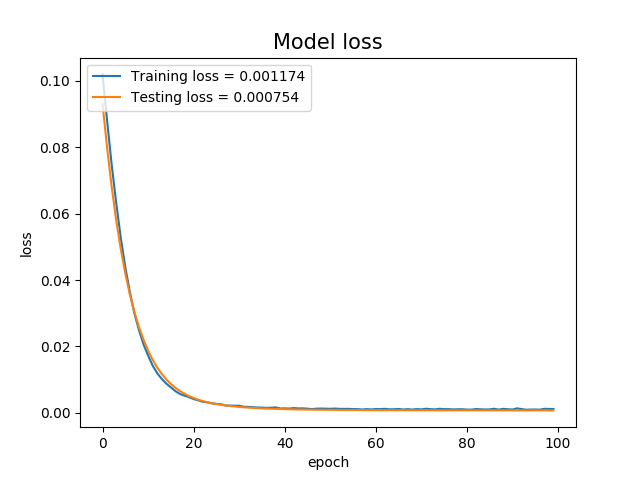 Model loss
Training loss = 0.001174
Testing loss = 0.000754
0.10
0.08
0.06
0.04
0.02
0.00
loss
0 20 40 60 80 100
epoch